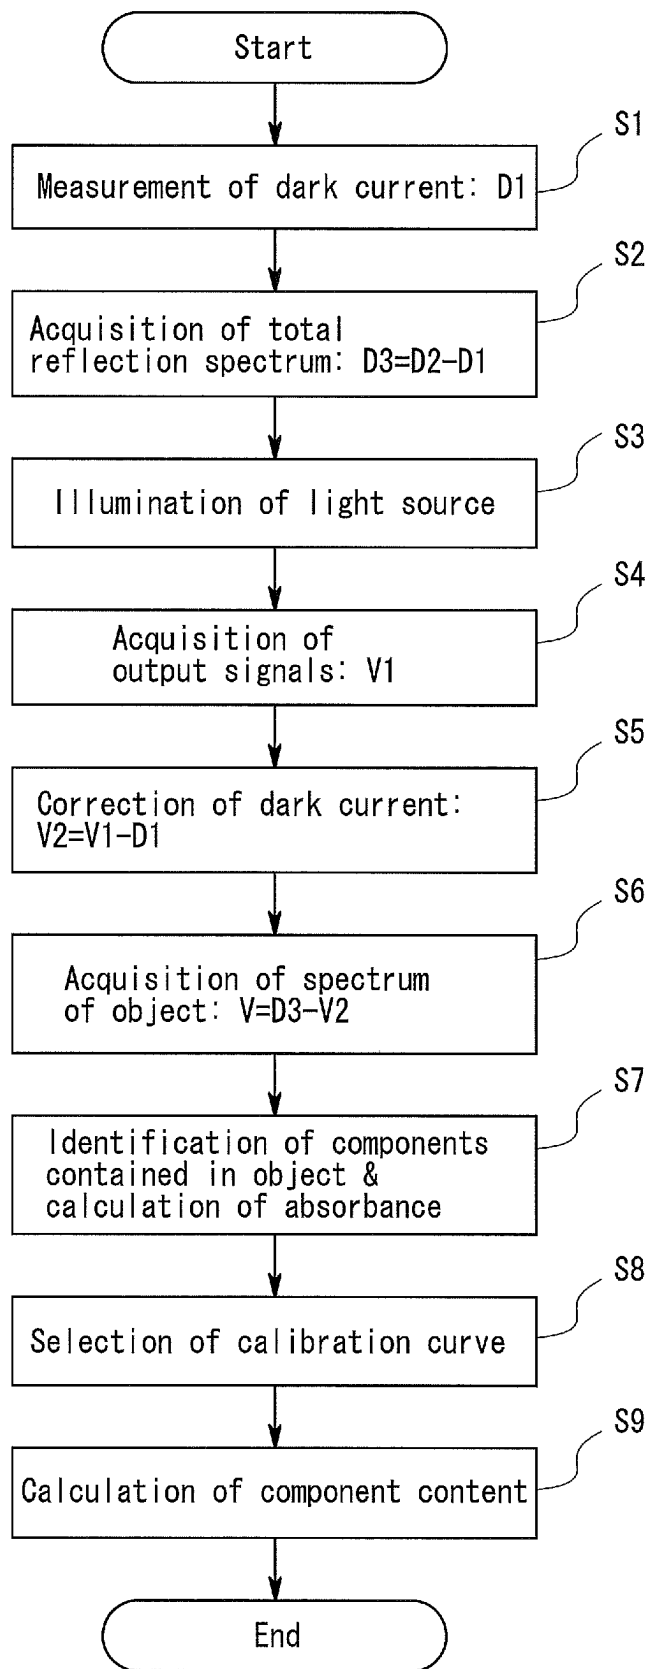 Start
S1
Measurement of dark current: D1
S2
Acquisition of total
reflection spectrum: D3=D2-D1
S3
Illumination of light source
S4
Acquisition of
output signals: V1
S5
Correction of dark current:
V2=V1-D1
S6
Acquisition of spectrum
of object: V=D3-V2
S7
Identification of components
contained in object &
calculation of absorbance
S8
Selection of calibration curve
S9
Calculation of component content
End